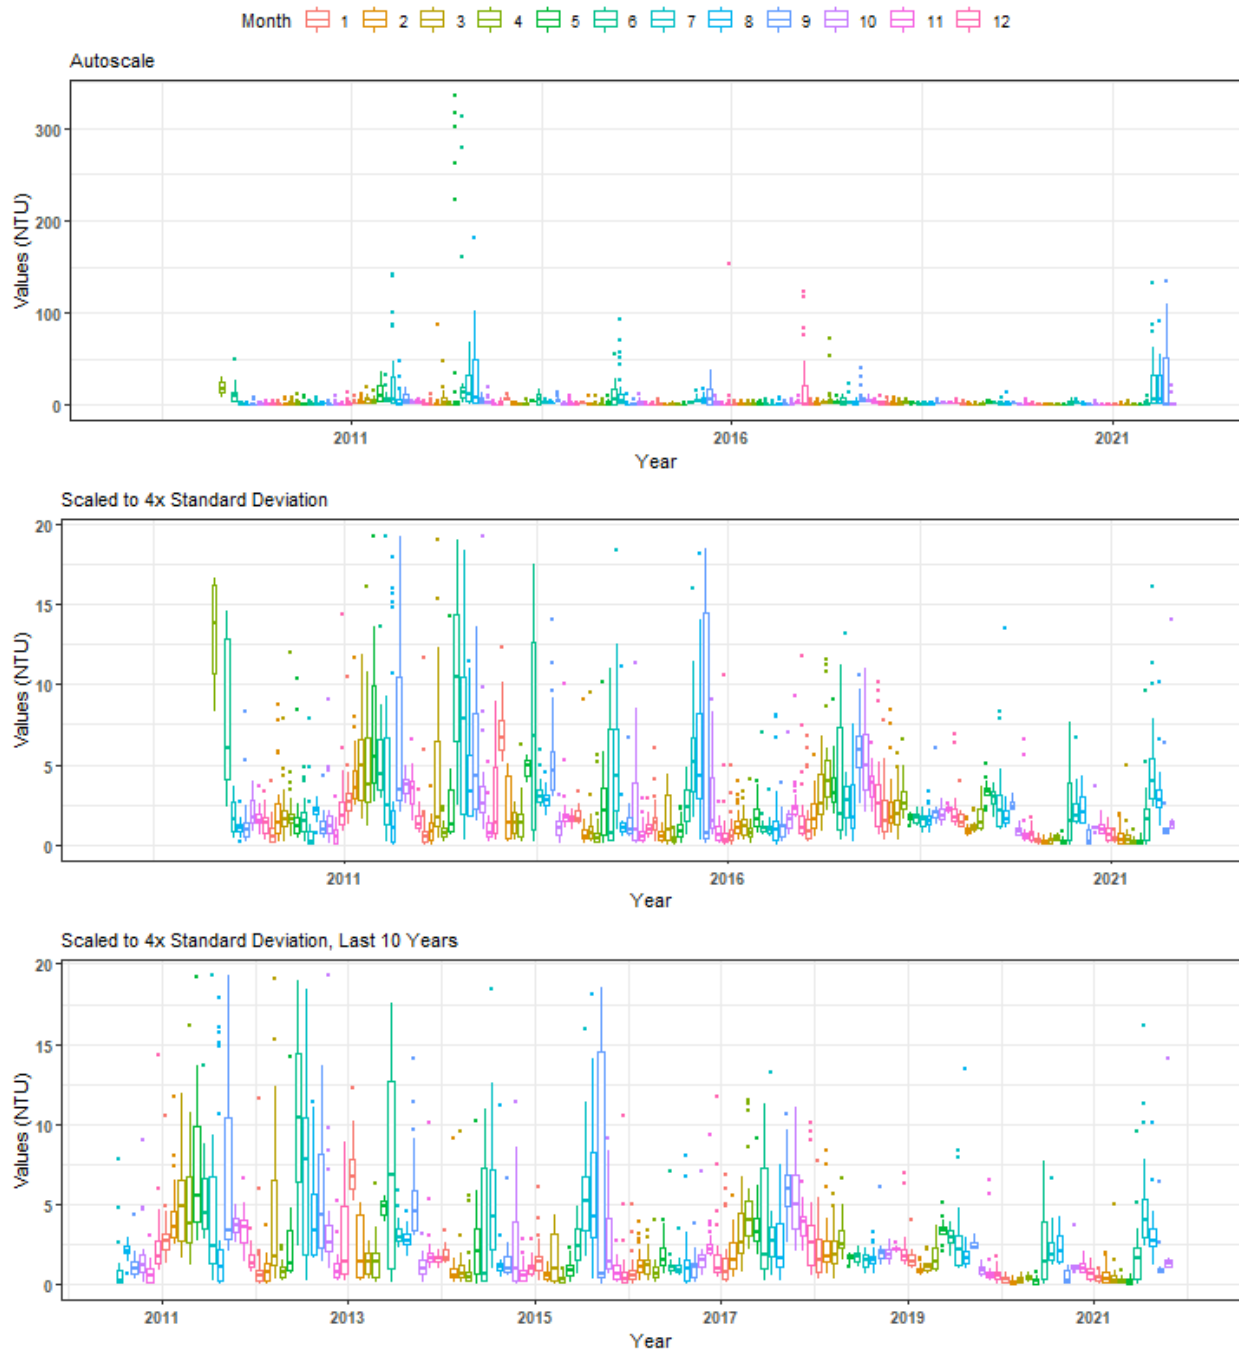 Month 1 2 3 4 5 6 7 8 9 10 11 12
Autoscale
Values (NTU)
300
200
100
0
2011 2016 2021
Year
Scaled to 4x Standard Deviation
Values (NTU)
20
15
10
5
0
2011 2016 2021
Year
Scaled to 4x Standard Deviation, Last 10 Years
Values (NTU)
20
15
10
5
0
2011 2013 2015 2017 2019 2021
Year